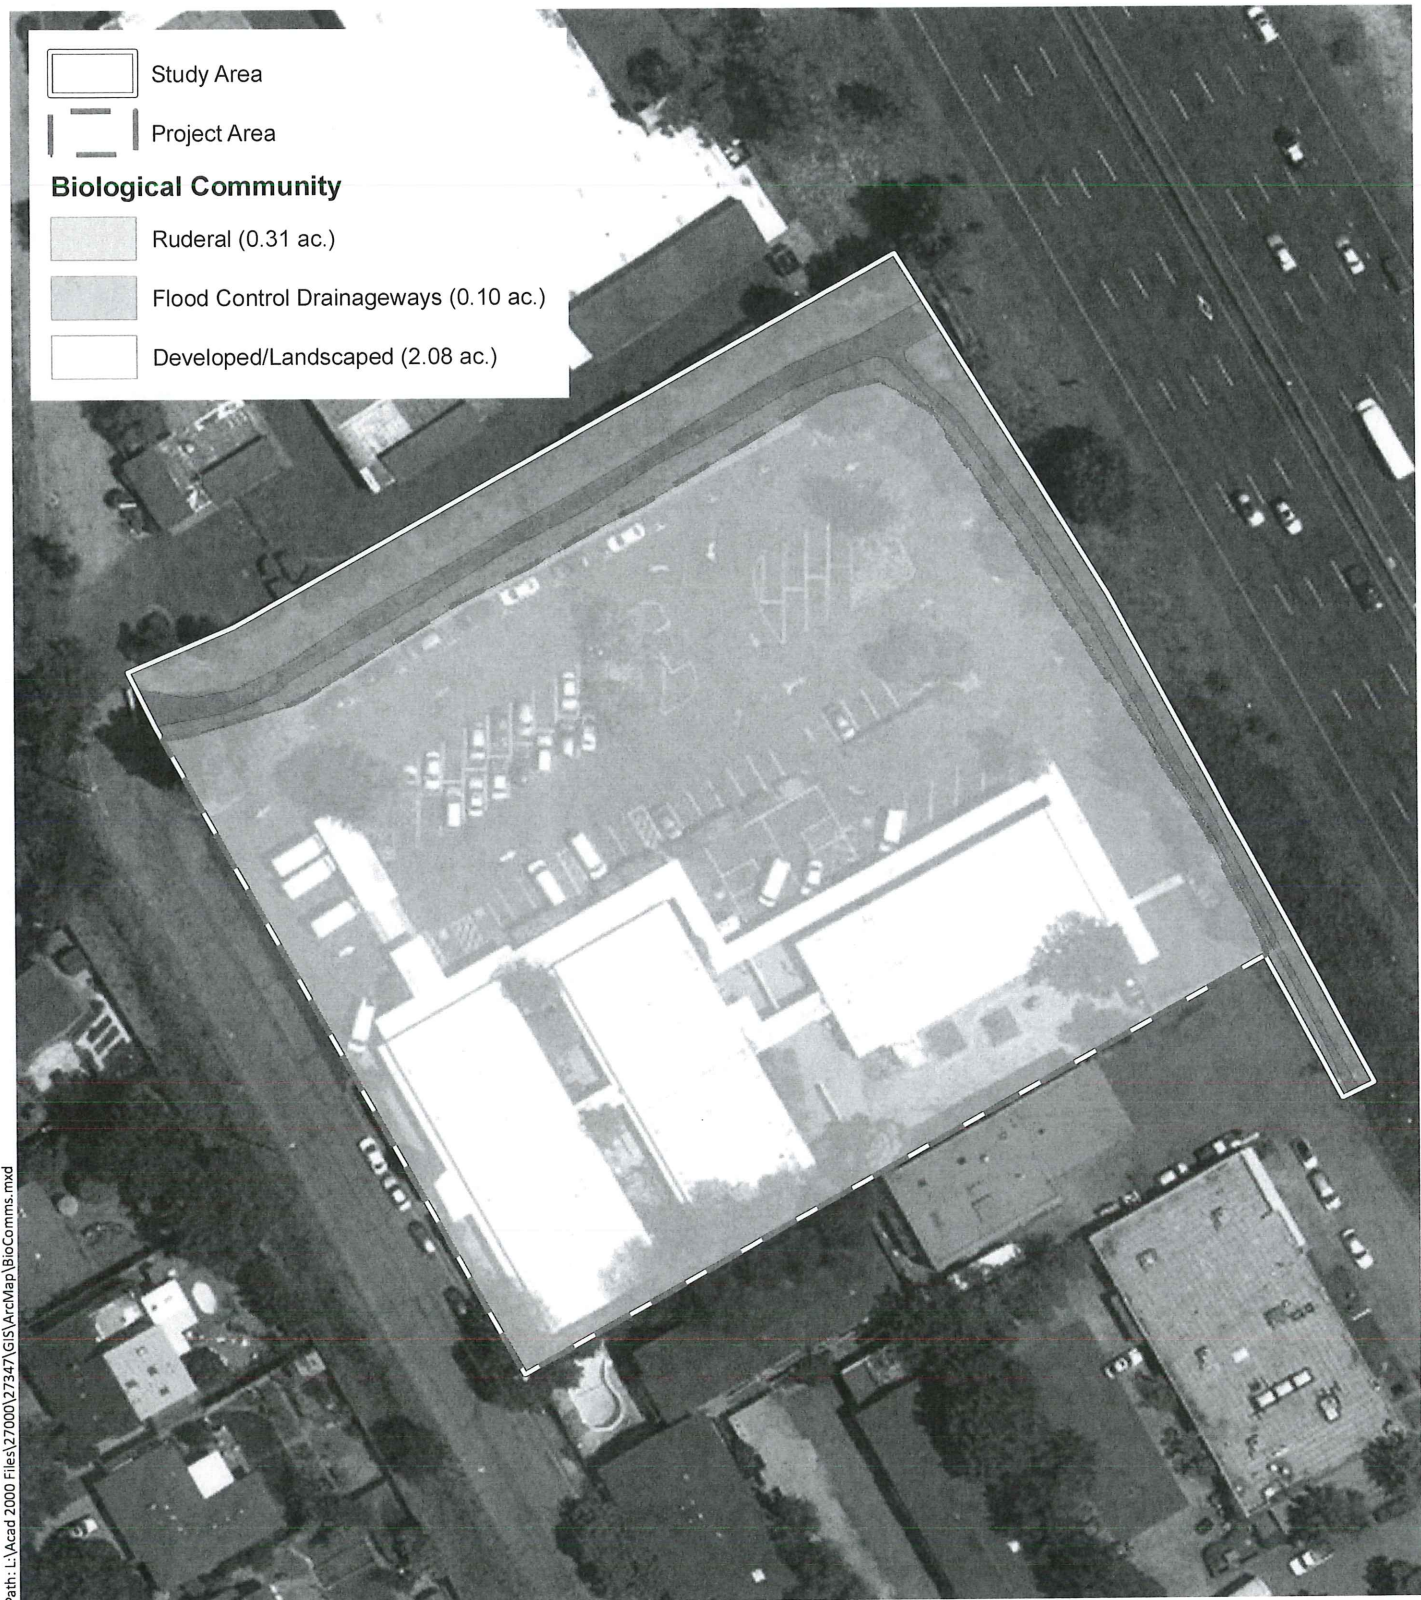 Study Area
Project Area
Biological Community
Ruderal (0.31 ac.)
Flood Control Drainageways (0.10 ac.)
Developed/Landscaped (2.08 ac.)
Path: L:\Acad 2000 Files\27000\27347\GIS\ArcMap\BioComms.mxd